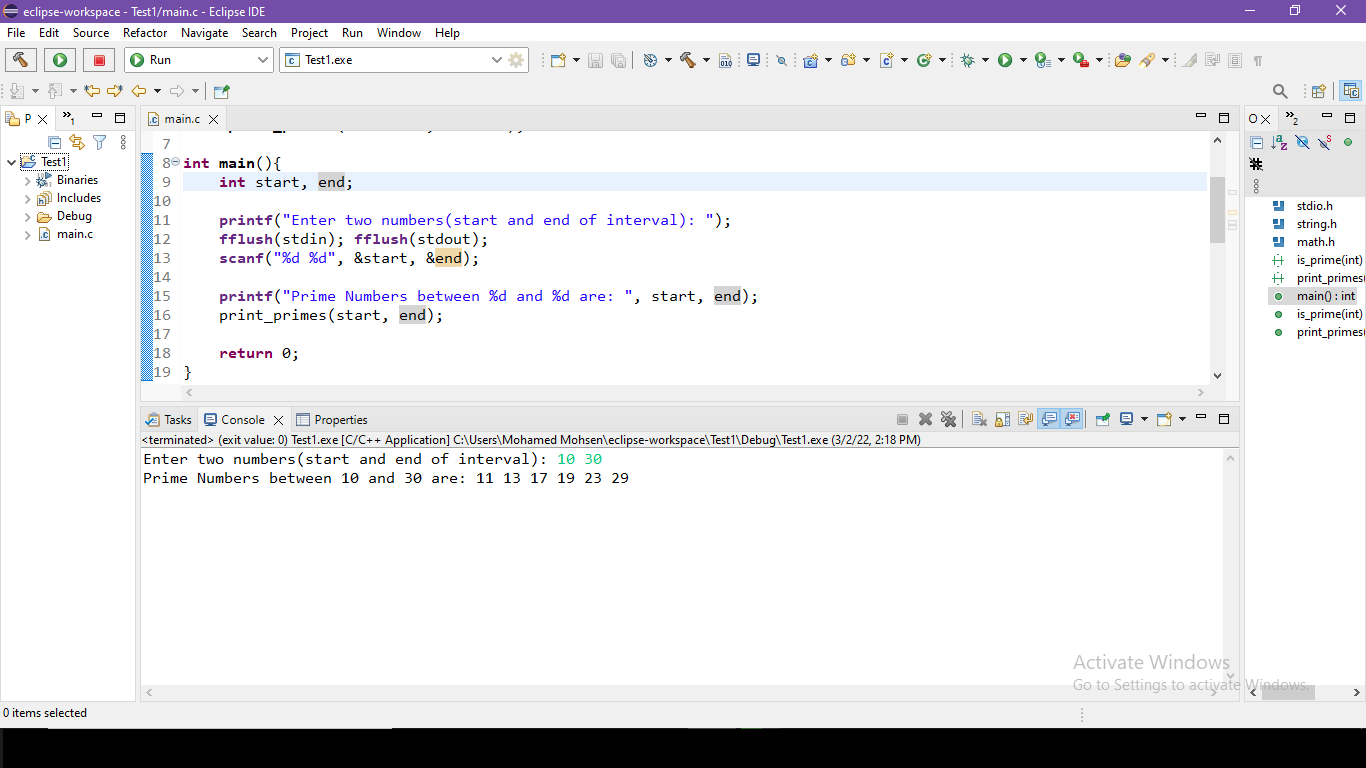 eclipse-workspace - Test1/main.c - Eclipse IDE
File Edit Source Refactor Navigate Search Project Run Window Help
Run
Test1.exe
P
»1
main.c
O
»2
Test1
Binaries
Includes
Debug
main.c
7
8 int main(){
9 int start, end;
10
11 printf("Enter two numbers(start and end of interval): ");
12 fflush(stdin); fflush(stdout);
13 scanf("%d %d", &start, &end);
14
15 printf("Prime Numbers between %d and %d are: ", start, end);
16 print_primes(start, end);
17
18 return 0;
19 }
stdio.h
string.h
math.h
is_prime(int)
print_primes(
main() : int
is_prime(int)
print_primes(
Tasks Console Properties
<terminated> (exit value: 0) Test1.exe [C/C++ Application] C:\Users\Mohamed Mohsen\eclipse-workspace\Test1\Debug\Test1.exe (3/2/22, 2:18 PM)
Enter two numbers(start and end of interval): 10 30
Prime Numbers between 10 and 30 are: 11 13 17 19 23 29
Activate Windows
Go to Settings to activate Windows.
0 items selected